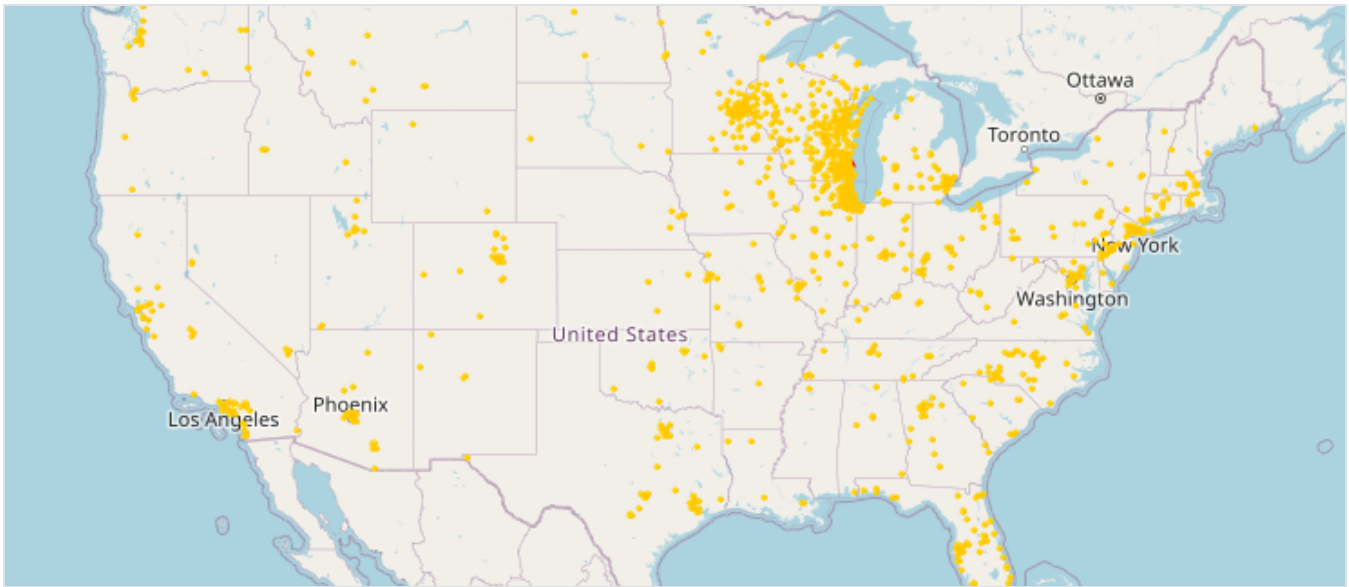 Ottawa
Toronto
New York
Washington
United States
Phoenix
Los Angeles